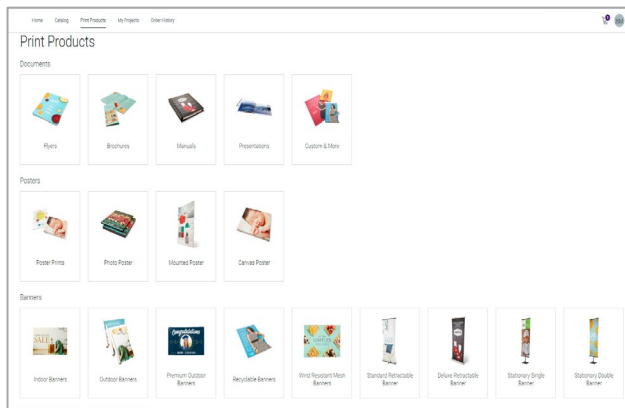 Home Catalog Print Products My Projects Order History
Print Products
Documents
Flyers Brochures Manuals Presentations Custom & More
Posters
Poster Prints Photo Poster Mounted Poster Canvas Poster
Banners
SALE
Congratulations
Indoor Banners Outdoor Banners Premium Outdoor Banners Recyclable Banners Wind Resistant Mesh Banners Standard Retractable Banner Deluxe Retractable Banner Stationary Single Banner Stationary Double Banner